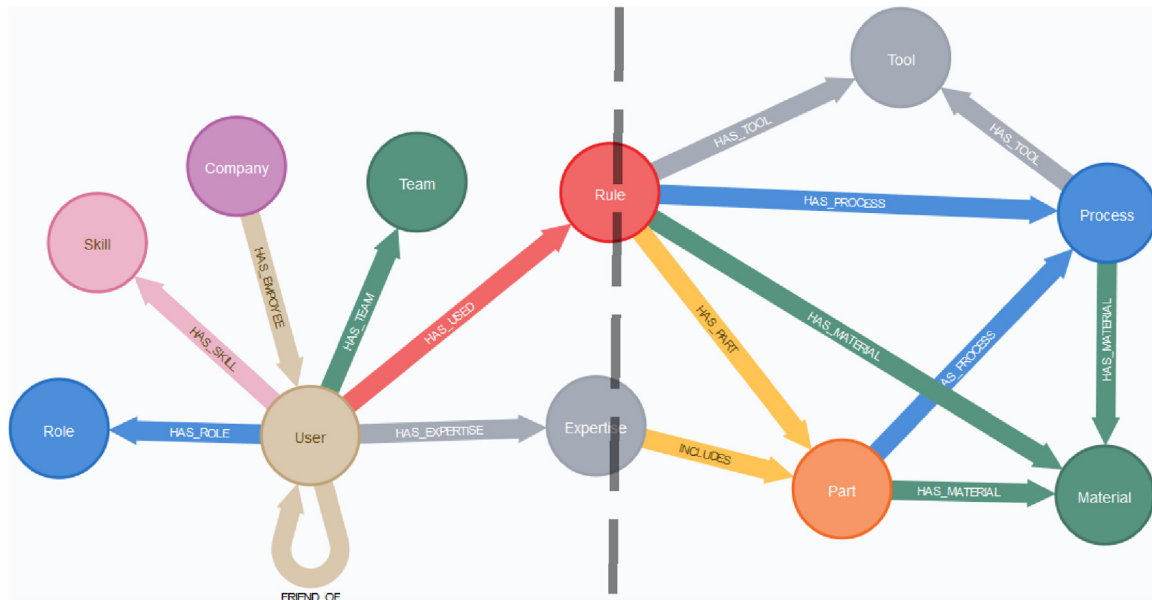 Tool
HAS_TOOL
HAS_TOOL
Company
Team
Rule
HAS_PROCESS
Process
Skill
HAS_EMPOYEE
HAS_TEAM
HAS_USED
HAS_SKILL
HAS_PART
HAS_MATERIAL
HAS_MATERIAL
AS_PROCESS
Role
HAS_ROLE
User
HAS_EXPERTISE
Expertise
INCLUDES
Part
HAS_MATERIAL
Material
FRIEND_OF